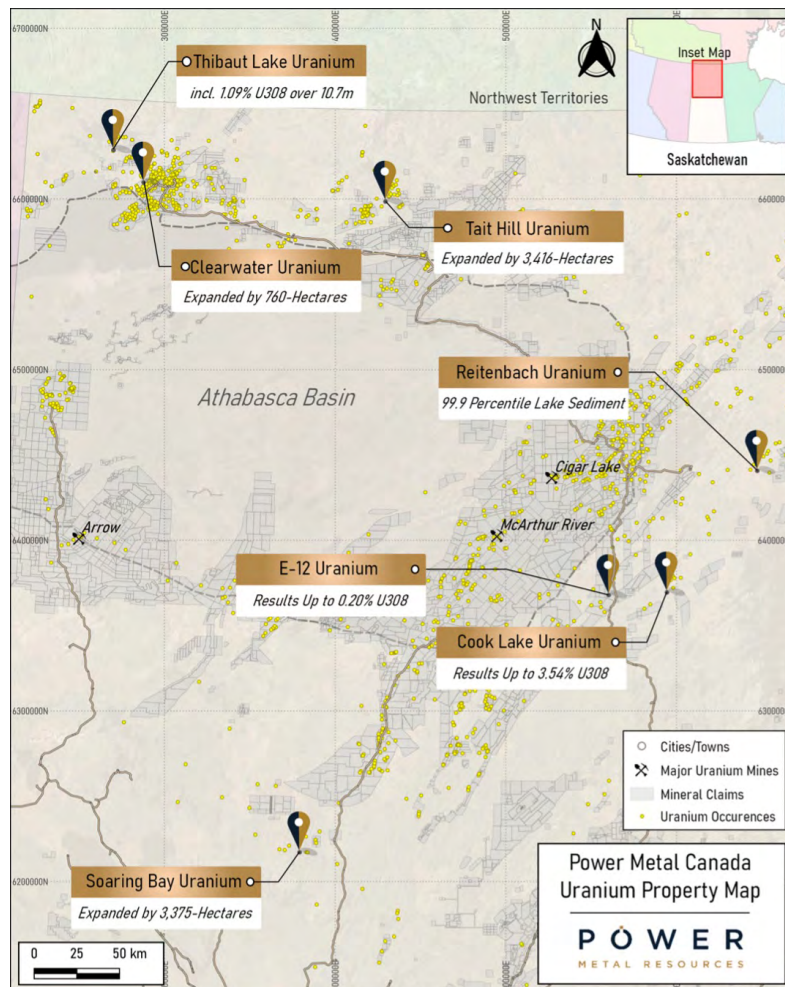 6700000N
300000E
400000E
500000E
N
Inset Map
Saskatchewan
Northwest Territories
Thibaut Lake Uranium
incl. 1.09% U308 over 10.7m
6600000N
Tait Hill Uranium
Expanded by 3,416-Hectares
Clearwater Uranium
Expanded by 760-Hectares
6500000N
Reitenbach Uranium
99.9 Percentile Lake Sediment
Athabasca Basin
Cigar Lake
Arrow
McArthur River
6400000N
E-12 Uranium
Results Up to 0.20% U308
Cook Lake Uranium
Results Up to 3.54% U308
6300000N
Cities/Towns
Major Uranium Mines
Mineral Claims
Uranium Occurences
Soaring Bay Uranium
Expanded by 3,375-Hectares
6200000N
Power Metal Canada
Uranium Property Map
POWER
METAL RESOURCES
0 25 50 km